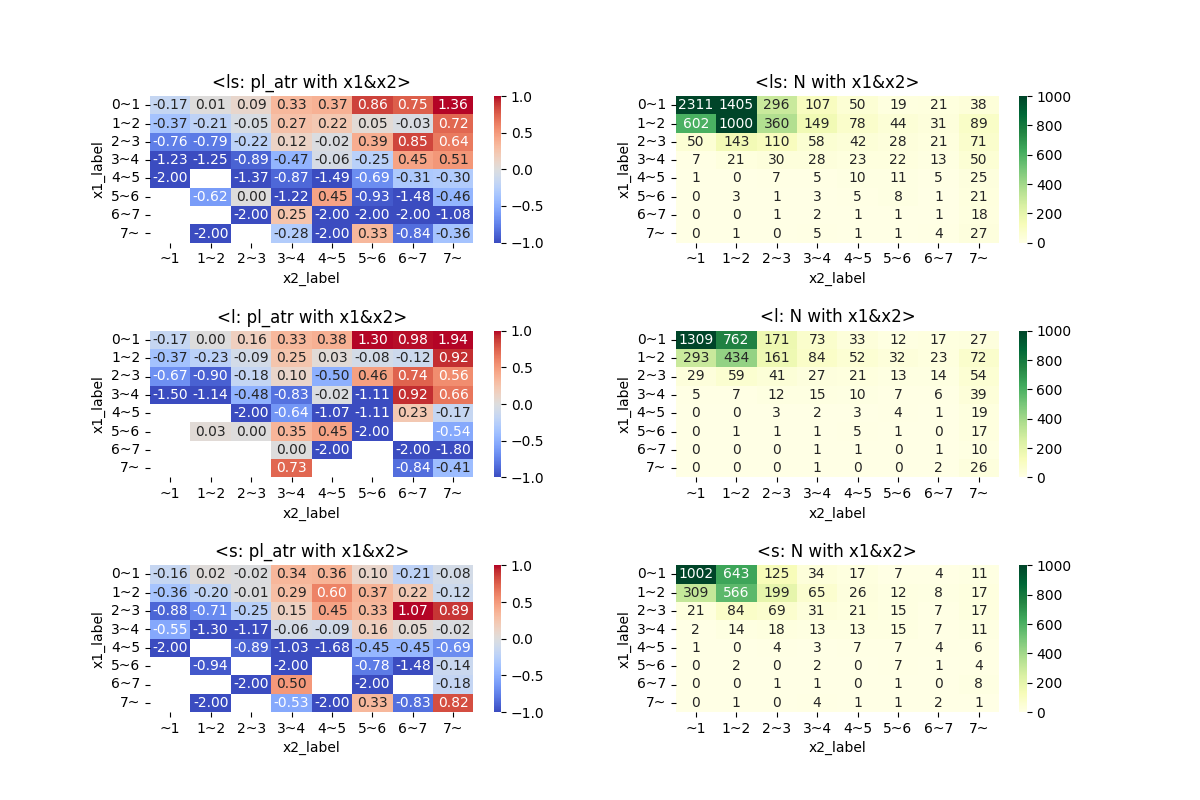 <ls: pl_atr with x1&x2>
x1_label
0~1 -0.17 0.01 0.09 0.33 0.37 0.86 0.75 1.36
1~2 -0.37 -0.21 -0.05 0.27 0.22 0.05 -0.03 0.72
2~3 -0.76 -0.79 -0.22 0.12 -0.02 0.39 0.85 0.64
3~4 -1.23 -1.25 -0.89 -0.47 -0.06 -0.25 0.45 0.51
4~5 -2.00 -1.37 -0.87 -1.49 -0.69 -0.31 -0.30
5~6 -0.62 0.00 -1.22 0.45 -0.93 -1.48 -0.46
6~7 -2.00 0.25 -2.00 -2.00 -2.00 -1.08
7~ -2.00 -0.28 -2.00 0.33 -0.84 -0.36
~1 1~2 2~3 3~4 4~5 5~6 6~7 7~
x2_label
1.0
0.5
0.0
−0.5
−1.0
<ls: N with x1&x2>
x1_label
0~1 2311 1405 296 107 50 19 21 38
1~2 602 1000 360 149 78 44 31 89
2~3 50 143 110 58 42 28 21 71
3~4 7 21 30 28 23 22 13 50
4~5 1 0 7 5 10 11 5 25
5~6 0 3 1 3 5 8 1 21
6~7 0 0 1 2 1 1 1 18
7~ 0 1 0 5 1 1 4 27
~1 1~2 2~3 3~4 4~5 5~6 6~7 7~
x2_label
1000
800
600
400
200
0
<l: pl_atr with x1&x2>
x1_label
0~1 -0.17 0.00 0.16 0.33 0.38 1.30 0.98 1.94
1~2 -0.37 -0.23 -0.09 0.25 0.03 -0.08 -0.12 0.92
2~3 -0.67 -0.90 -0.18 0.10 -0.50 0.46 0.74 0.56
3~4 -1.50 -1.14 -0.48 -0.83 -0.02 -1.11 0.92 0.66
4~5 -2.00 -0.64 -1.07 -1.11 0.23 -0.17
5~6 0.03 0.00 0.35 0.45 -2.00 -0.54
6~7 0.00 -2.00 -2.00 -1.80
7~ 0.73 -0.84 -0.41
~1 1~2 2~3 3~4 4~5 5~6 6~7 7~
x2_label
1.0
0.5
0.0
−0.5
−1.0
<l: N with x1&x2>
x1_label
0~1 1309 762 171 73 33 12 17 27
1~2 293 434 161 84 52 32 23 72
2~3 29 59 41 27 21 13 14 54
3~4 5 7 12 15 10 7 6 39
4~5 0 0 3 2 3 4 1 19
5~6 0 1 1 1 5 1 0 17
6~7 0 0 0 1 1 0 1 10
7~ 0 0 0 1 0 0 2 26
~1 1~2 2~3 3~4 4~5 5~6 6~7 7~
x2_label
1000
800
600
400
200
0
<s: pl_atr with x1&x2>
x1_label
0~1 -0.16 0.02 -0.02 0.34 0.36 0.10 -0.21 -0.08
1~2 -0.36 -0.20 -0.01 0.29 0.60 0.37 0.22 -0.12
2~3 -0.88 -0.71 -0.25 0.15 0.45 0.33 1.07 0.89
3~4 -0.55 -1.30 -1.17 -0.06 -0.09 0.16 0.05 -0.02
4~5 -2.00 -0.89 -1.03 -1.68 -0.45 -0.45 -0.69
5~6 -0.94 -2.00 -0.78 -1.48 -0.14
6~7 -2.00 0.50 -2.00 -0.18
7~ -2.00 -0.53 -2.00 0.33 -0.83 0.82
~1 1~2 2~3 3~4 4~5 5~6 6~7 7~
x2_label
1.0
0.5
0.0
−0.5
−1.0
<s: N with x1&x2>
x1_label
0~1 1002 643 125 34 17 7 4 11
1~2 309 566 199 65 26 12 8 17
2~3 21 84 69 31 21 15 7 17
3~4 2 14 18 13 13 15 7 11
4~5 1 0 4 3 7 7 4 6
5~6 0 2 0 2 0 7 1 4
6~7 0 0 1 1 0 1 0 8
7~ 0 1 0 4 1 1 2 1
~1 1~2 2~3 3~4 4~5 5~6 6~7 7~
x2_label
1000
800
600
400
200
0